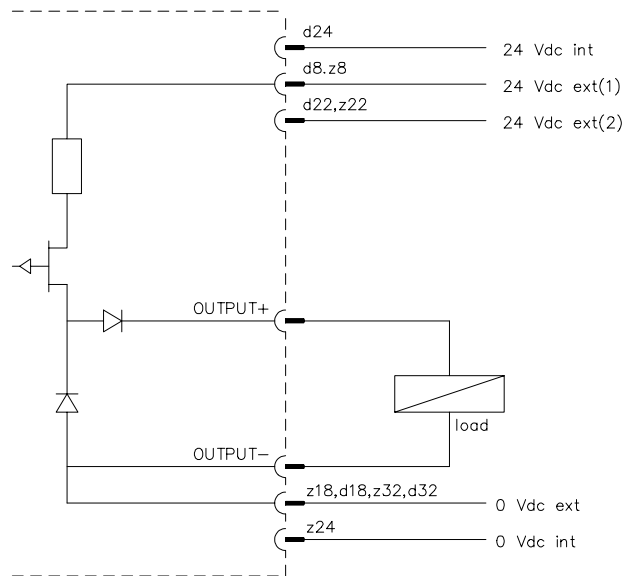 d24
24 Vdc int
d8.z8
24 Vdc ext(1)
d22,z22
24 Vdc ext(2)
OUTPUT+
load
OUTPUT-
z18,d18,z32,d32
0 Vdc ext
z24
0 Vdc int